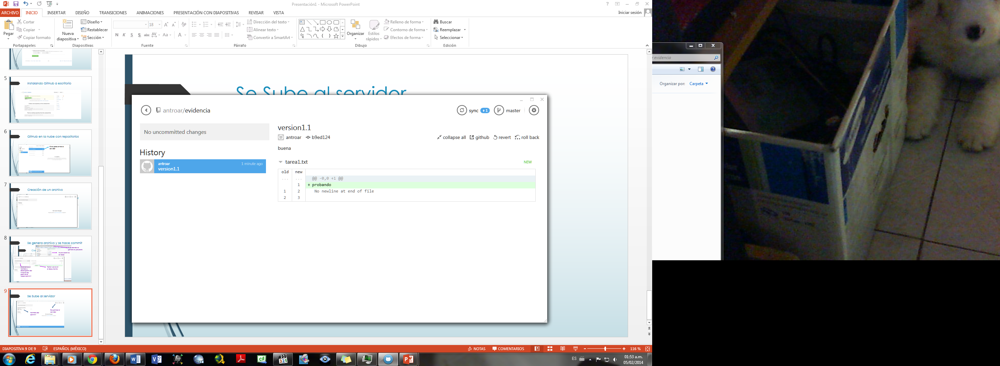 Presentación1 - Microsoft PowerPoint
ARCHIVO INICIO INSERTAR DISEÑO TRANSICIONES ANIMACIONES PRESENTACIÓN CON DIAPOSITIVAS REVISAR VISTA
Iniciar sesión
Pegar
Cortar
Copiar
Copiar formato
Portapapeles
Nueva diapositiva
Diseño
Restablecer
Sección
Diapositivas
18
N K S S abc AV Aa A
Fuente
Dirección del texto
Alinear texto
Convertir a SmartArt
Párrafo
Organizar
Estilos rápidos
Relleno de forma
Contorno de forma
Efectos de forma
Dibujo
Buscar
Reemplazar
Seleccionar
Edición
5
Instalando GitHub a escritorio
6
GitHub en la nube con repositorios
7
Creación de un archivo
8
Se genera archivo y se hace commit
9
Se Sube al servidor
Se Sube al servidor
antroar/evidencia
sync +1 master
No uncommitted changes
History
antroar 1 minute ago
version1.1
version1.1
antroar b9ed124
collapse all github revert roll back
buena
tarea1.txt NEW
old new
... ... @@ -0,0 +1 @@
1 + probando
1 2 No newline at end of file
2 3
r evidencia
Organizar por: Carpeta
DIAPOSITIVA 9 DE 9 ESPAÑOL (MÉXICO)
NOTAS COMENTARIOS 116 %
ES
01:53 a.m.
05/02/2014